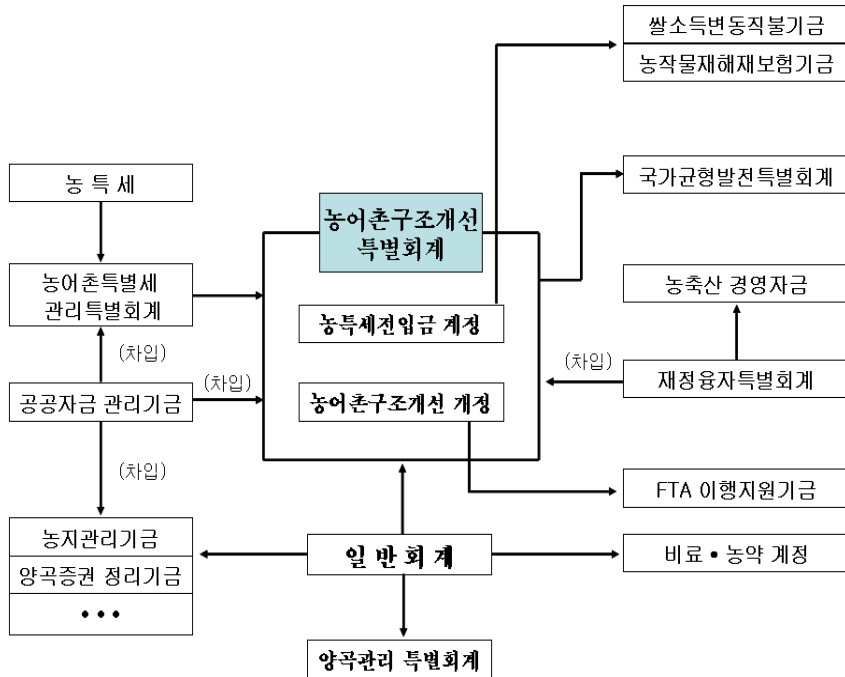 쌀소득변동직불기금
농작물재해재보험기금
농 특 세
국가균형발전특별회계
농어촌구조개선
특별회계
농어촌특별세
관리특별회계
농축산 경영자금
농특세전입금 계정
(차입)
(차입)
(차입)
재정융자특별회계
공공자금 관리기금
농어촌구조개선 개정
(차입)
FTA 이행지원기금
농지관리기금
일 반 회 계
비료 • 농약 계정
양곡증권 정리기금
• • •
양곡관리 특별회계